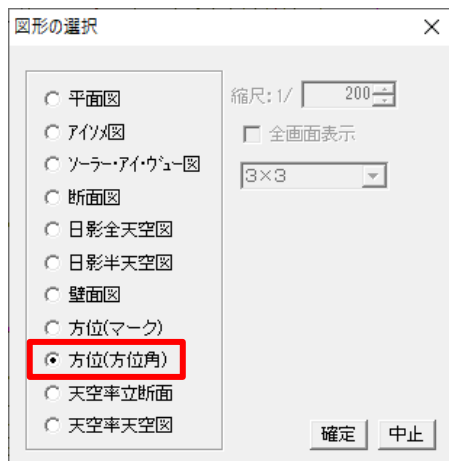 図形の選択
平面図
アイソメ図
ソーラー・アイ・ヴュー図
断面図
日影全天空図
日影半天空図
壁面図
方位(マーク)
方位(方位角)
天空率立断面
天空率天空図
縮尺:1/ 200
全画面表示
3×3
確定 中止